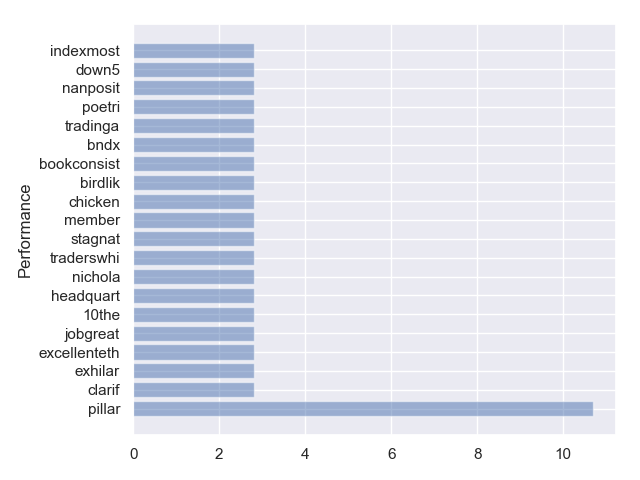 indexmost
down5
nanposit
poetri
tradinga
bndx
bookconsist
birdlik
chicken
member
stagnat
traderswhi
nichola
headquart
10the
jobgreat
excellenteth
exhilar
clarif
pillar
Performance
0 2 4 6 8 10